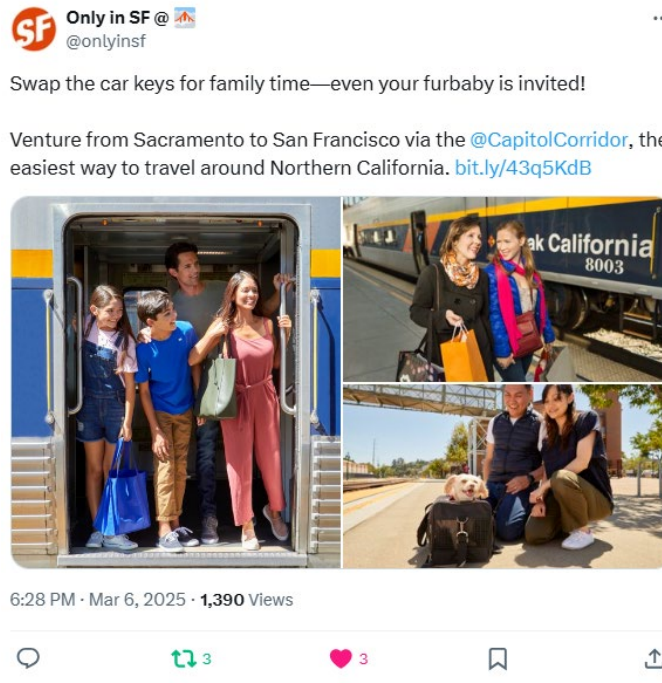 SF
Only in SF @
@onlyinsf
Swap the car keys for family time—even your furbaby is invited!
Venture from Sacramento to San Francisco via the @CapitolCorridor, the
easiest way to travel around Northern California. bit.ly/43q5KdB
ak California
8003
6:28 PM · Mar 6, 2025 · 1,390 Views
3
3